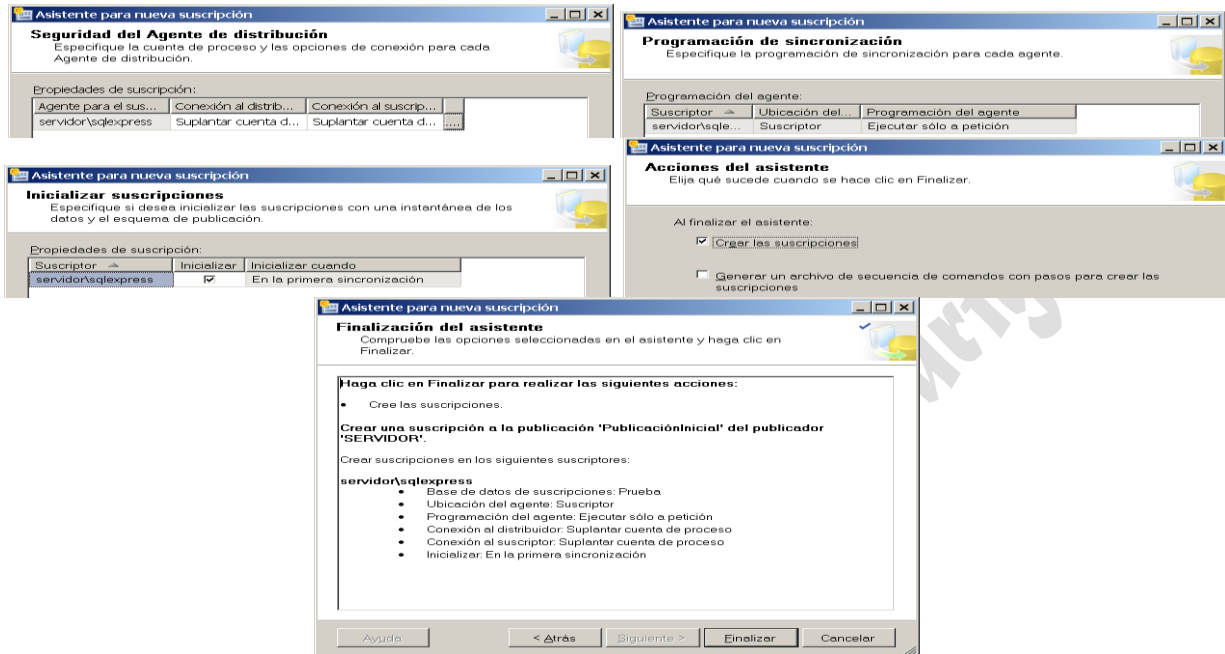 Asistente para nueva suscripción
Seguridad del Agente de distribución
Especifique la cuenta de proceso y las opciones de conexión para cada
Agente de distribución.
Propiedades de suscripción:
Agente para el sus... Conexión al distrib... Conexión al suscrip...
servidor\sqlexpress Suplantar cuenta d... Suplantar cuenta d... ...
Asistente para nueva suscripción
Programación de sincronización
Especifique la programación de sincronización para cada agente.
Programación del agente:
Suscriptor Ubicación del... Programación del agente
servidor\sqle... Suscriptor Ejecutar sólo a petición
Asistente para nueva suscripción
Inicializar suscripciones
Especifique si desea inicializar las suscripciones con una instantánea de los
datos y el esquema de publicación.
Propiedades de suscripción:
Suscriptor Inicializar Inicializar cuando
servidor\sqlexpress En la primera sincronización
Asistente para nueva suscripción
Acciones del asistente
Elija qué sucede cuando se hace clic en Finalizar.
Al finalizar el asistente:
Crear las suscripciones
Generar un archivo de secuencia de comandos con pasos para crear las
suscripciones
Asistente para nueva suscripción
Finalización del asistente
Compruebe las opciones seleccionadas en el asistente y haga clic en
Finalizar.
Haga clic en Finalizar para realizar las siguientes acciones:
• Cree las suscripciones.
Crear una suscripción a la publicación 'PublicaciónInicial' del publicador
'SERVIDOR'.
Crear suscripciones en los siguientes suscriptores:
servidor\sqlexpress
• Base de datos de suscripciones: Prueba
• Ubicación del agente: Suscriptor
• Programación del agente: Ejecutar sólo a petición
• Conexión al distribuidor: Suplantar cuenta de proceso
• Conexión al suscriptor: Suplantar cuenta de proceso
• Inicializar: En la primera sincronización
Ayuda < Atrás Siguiente > Finalizar Cancelar